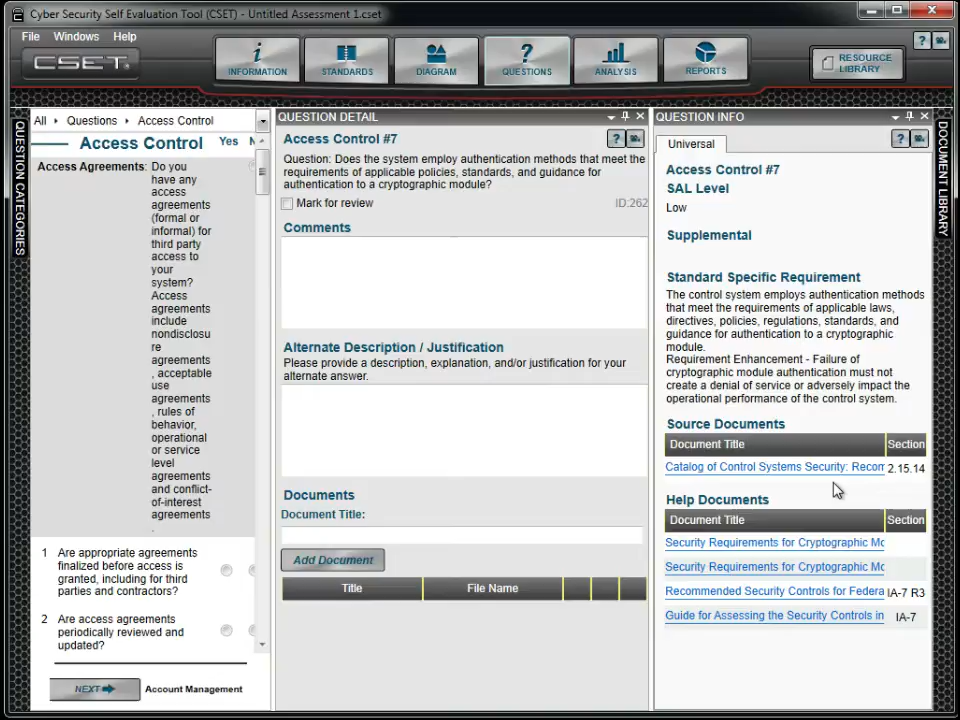 Cyber Security Self Evaluation Tool (CSET) - Untitled Assessment 1.cset
File Windows Help
CSET
INFORMATION
STANDARDS
DIAGRAM
QUESTIONS
ANALYSIS
REPORTS
RESOURCE
LIBRARY
QUESTION CATEGORIES
All Questions Access Control
Access Control Yes N
Access Agreements: Do you
have any
access
agreements
(formal or
informal) for
third party
access to
your
system?
Access
agreements
include
nondisclosu
re
agreements
, acceptable
use
agreements
, rules of
behavior,
operational
or service
level
agreements
and conflict-
of-interest
agreements
.
1 Are appropriate agreements
finalized before access is
granted, including for third
parties and contractors?
2 Are access agreements
periodically reviewed and
updated?
NEXT Account Management
QUESTION DETAIL
Access Control #7
Question: Does the system employ authentication methods that meet the
requirements of applicable policies, standards, and guidance for
authentication to a cryptographic module?
Mark for review ID:262
Comments
Alternate Description / Justification
Please provide a description, explanation, and/or justification for your
alternate answer.
Documents
Document Title:
Add Document
Title File Name
QUESTION INFO
Universal
Access Control #7
SAL Level
Low
Supplemental
Standard Specific Requirement
The control system employs authentication methods
that meet the requirements of applicable laws,
directives, policies, regulations, standards, and
guidance for authentication to a cryptographic
module.
Requirement Enhancement - Failure of
cryptographic module authentication must not
create a denial of service or adversely impact the
operational performance of the control system.
Source Documents
Document Title Section
Catalog of Control Systems Security: Recom 2.15.14
Help Documents
Document Title Section
Security Requirements for Cryptographic Mo
Security Requirements for Cryptographic Mo
Recommended Security Controls for Federa IA-7 R3
Guide for Assessing the Security Controls in IA-7
DOCUMENT LIBRARY